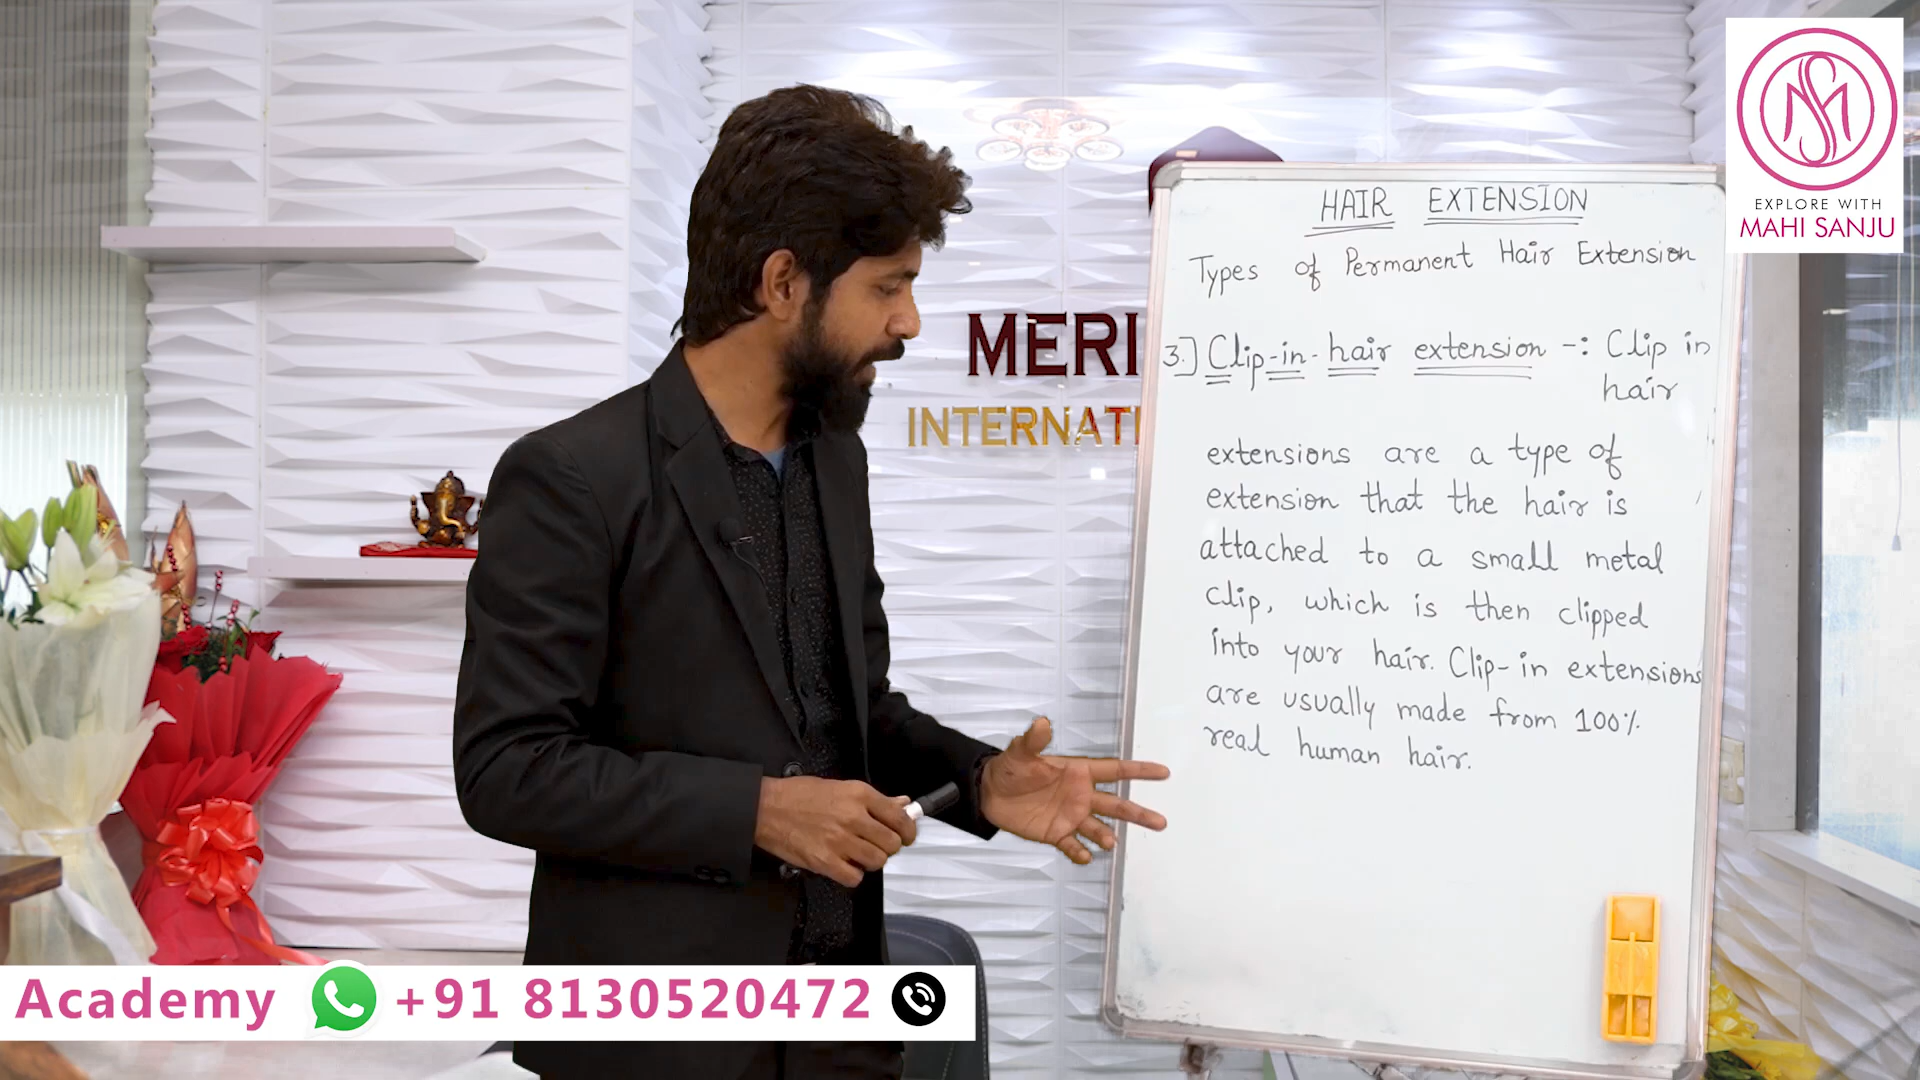 EXPLORE WITH
MAHI SANJU
HAIR EXTENSION
Types of Permanent Hair Extension
3.] Clip-in-hair extension -: Clip in
hair
extensions are a type of
extension that the hair is
attached to a small metal
clip, which is then clipped
into your hair. Clip-in extensions
are usually made from 100%
real human hair.
MERI
INTERNATI
Academy +91 8130520472